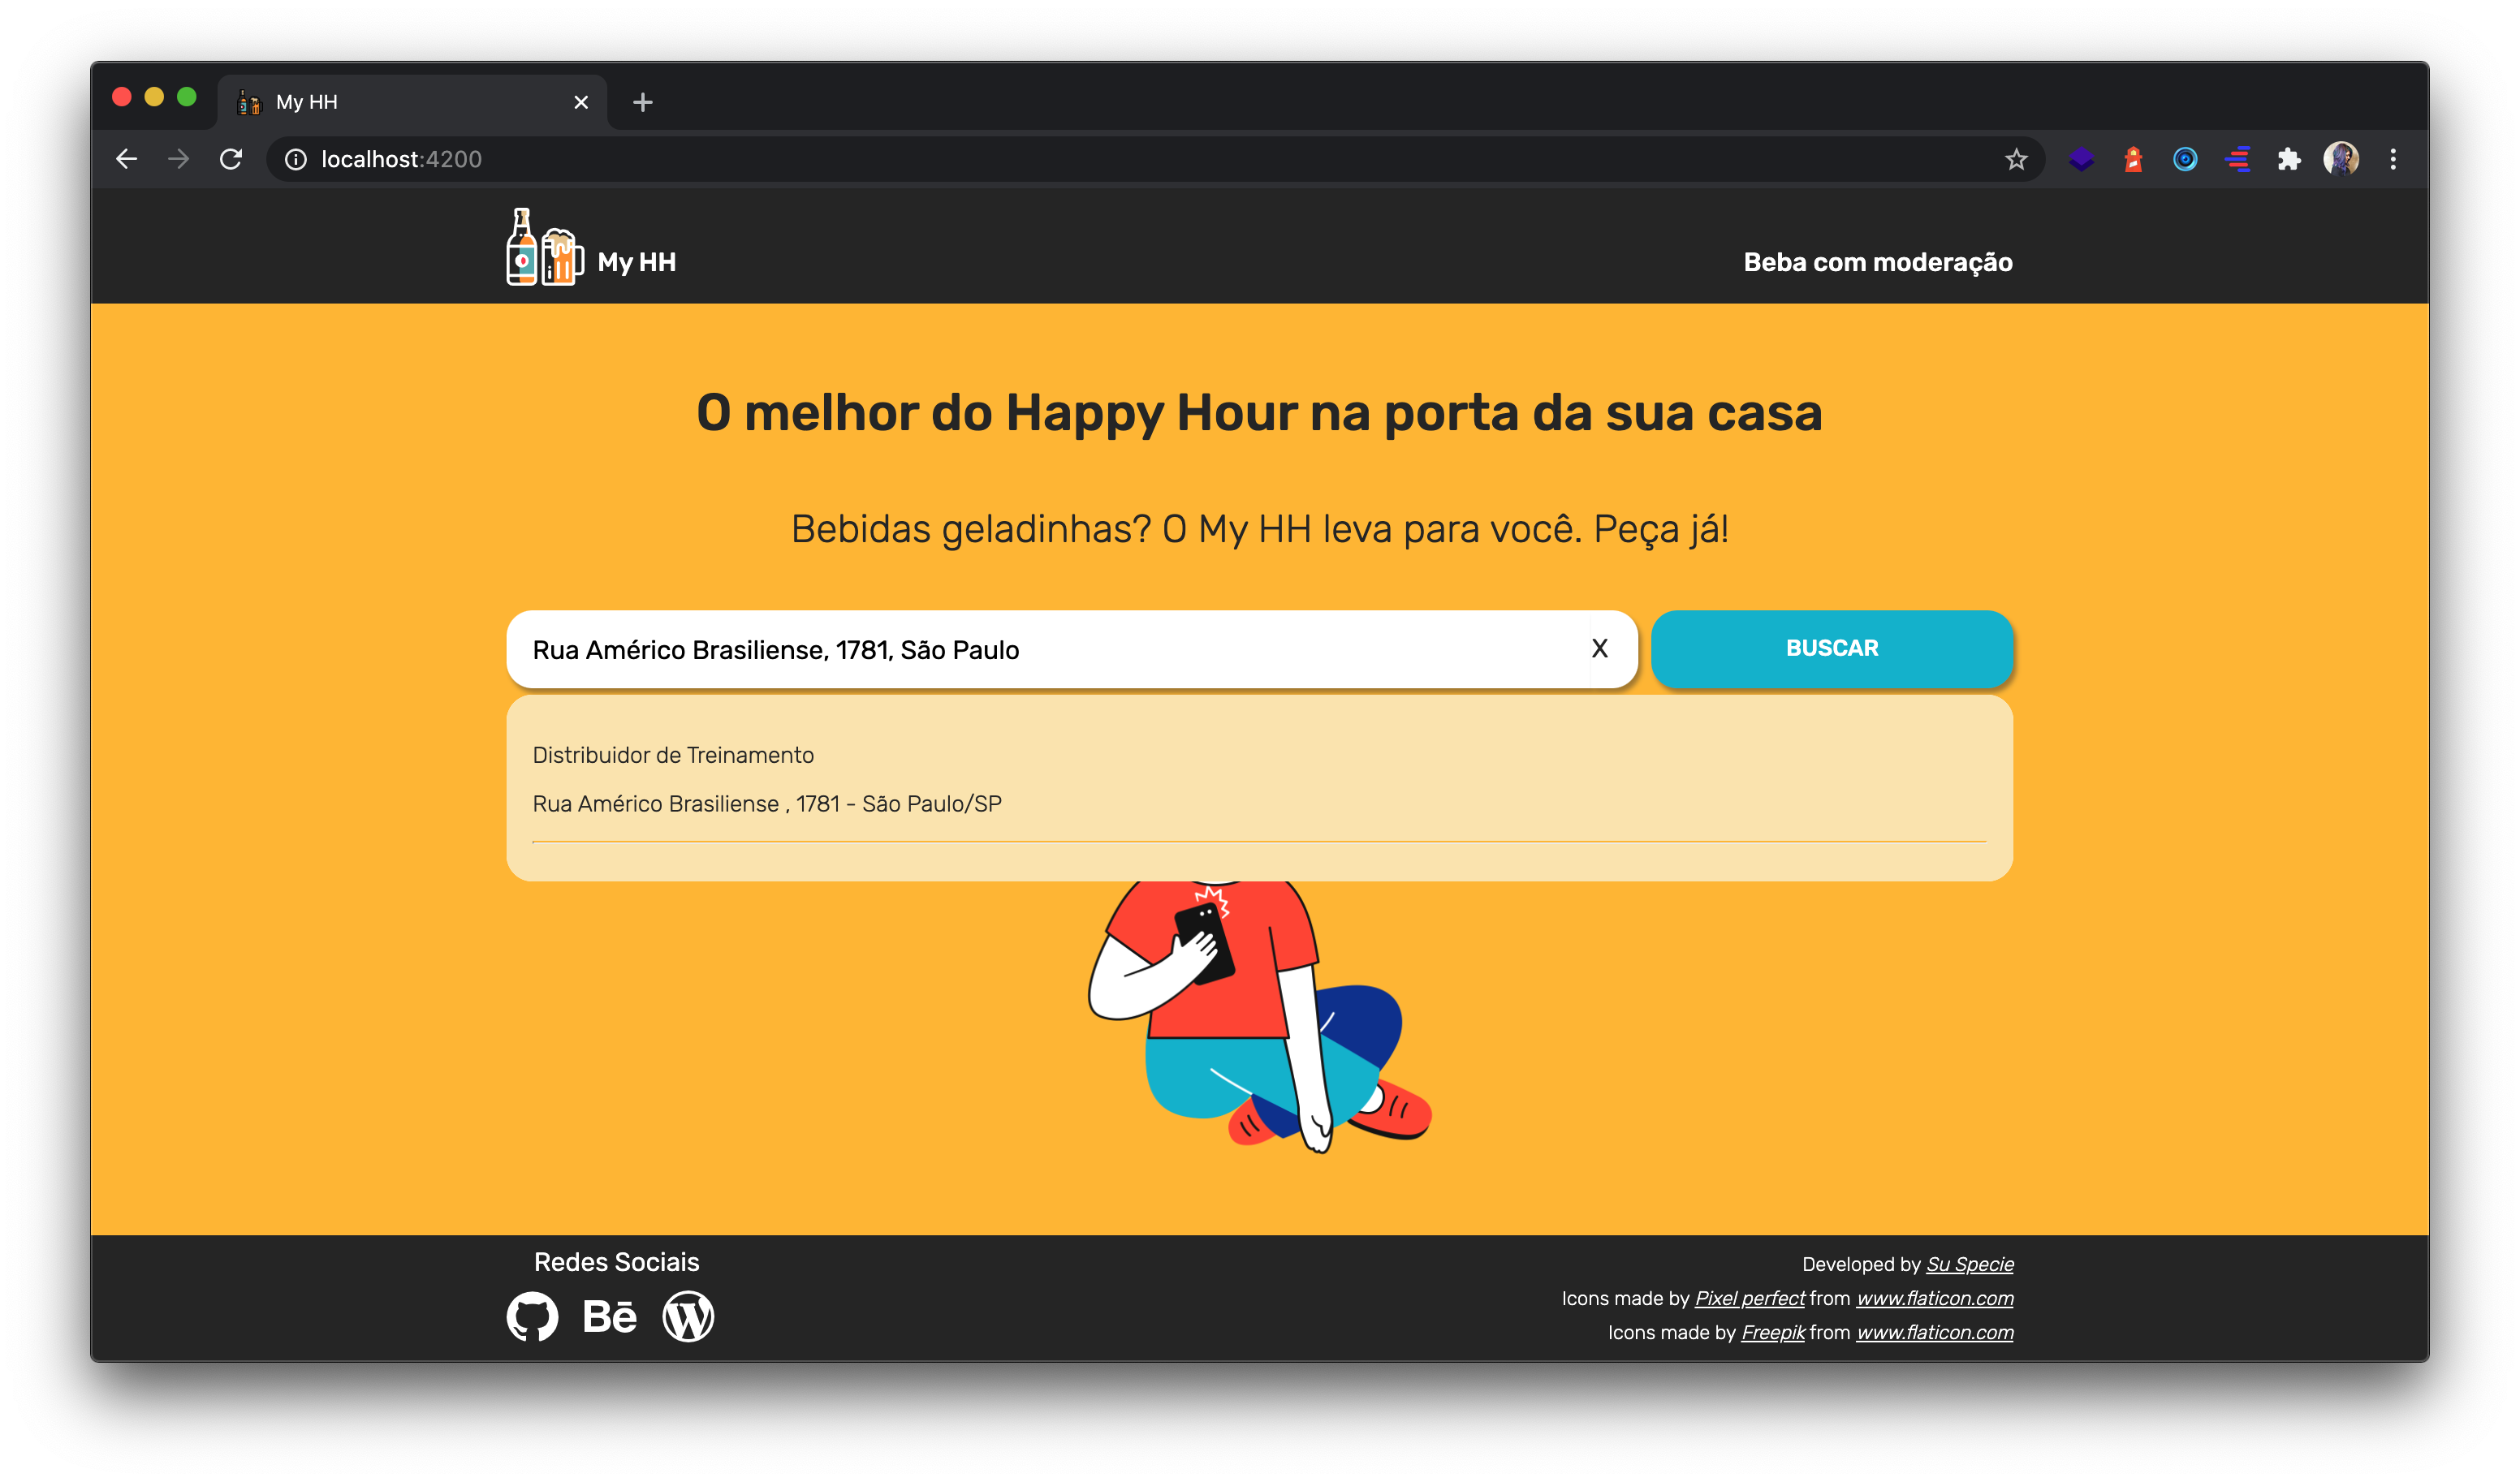 My HH
localhost:4200
My HH
Beba com moderação
O melhor do Happy Hour na porta da sua casa
Bebidas geladinhas? O My HH leva para você. Peça já!
Rua Américo Brasiliense, 1781, São Paulo
X
BUSCAR
Distribuidor de Treinamento
Rua Américo Brasiliense , 1781 - São Paulo/SP
Redes Sociais
Bē
Developed by Su Specie
Icons made by Pixel perfect from www.flaticon.com
Icons made by Freepik from www.flaticon.com